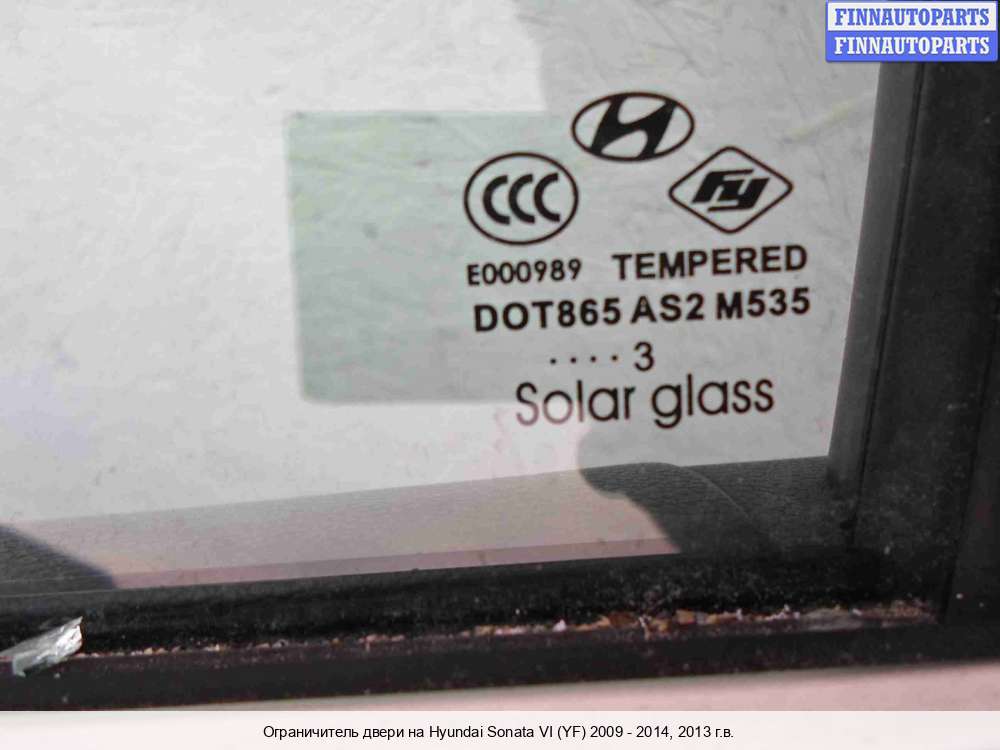 FINNAUTOPARTS
FINNAUTOPARTS
CCC
FY
E000989 TEMPERED
DOT865 AS2 M535
.... 3
Solar glass
Ограничитель двери на Hyundai Sonata VI (YF) 2009 - 2014, 2013 г.в.